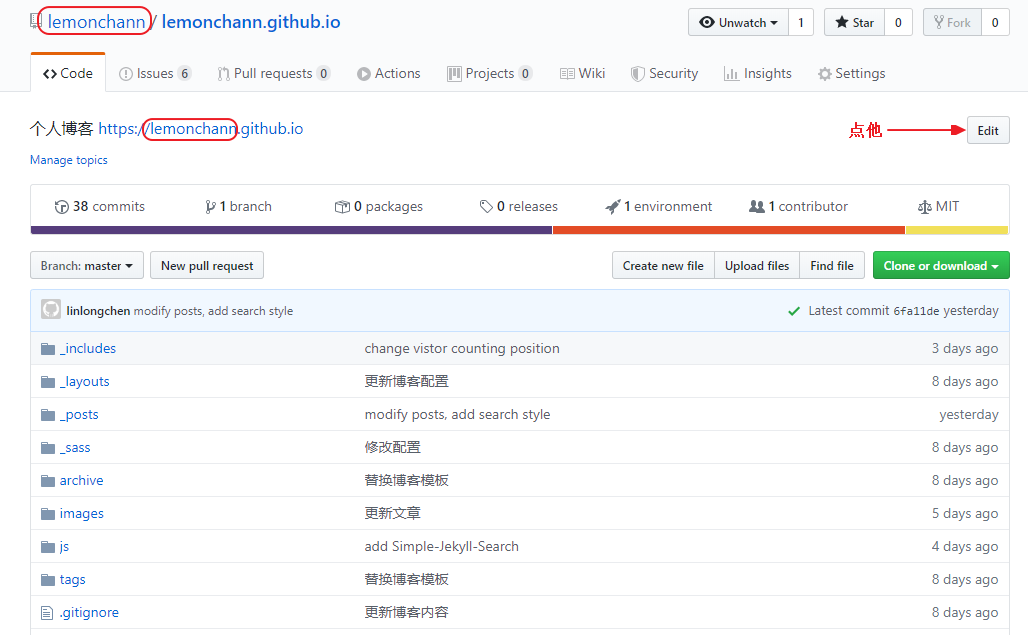 lemonchann / lemonchann.github.io Unwatch 1 Star 0 Fork 0
Code Issues 6 Pull requests 0 Actions Projects 0 Wiki Security Insights Settings
个人博客 https://lemonchann.github.io 点他 Edit
Manage topics
38 commits 1 branch 0 packages 0 releases 1 environment 1 contributor MIT
Branch: master New pull request Create new file Upload files Find file Clone or download
linlongchen modify posts, add search style Latest commit 6fa11de yesterday
_includes change vistor counting position 3 days ago
_layouts 更新博客配置 8 days ago
_posts modify posts, add search style yesterday
_sass 修改配置 8 days ago
archive 替换博客模板 8 days ago
images 更新文章 5 days ago
js add Simple-Jekyll-Search 4 days ago
tags 替换博客模板 8 days ago
.gitignore 更新博客内容 8 days ago